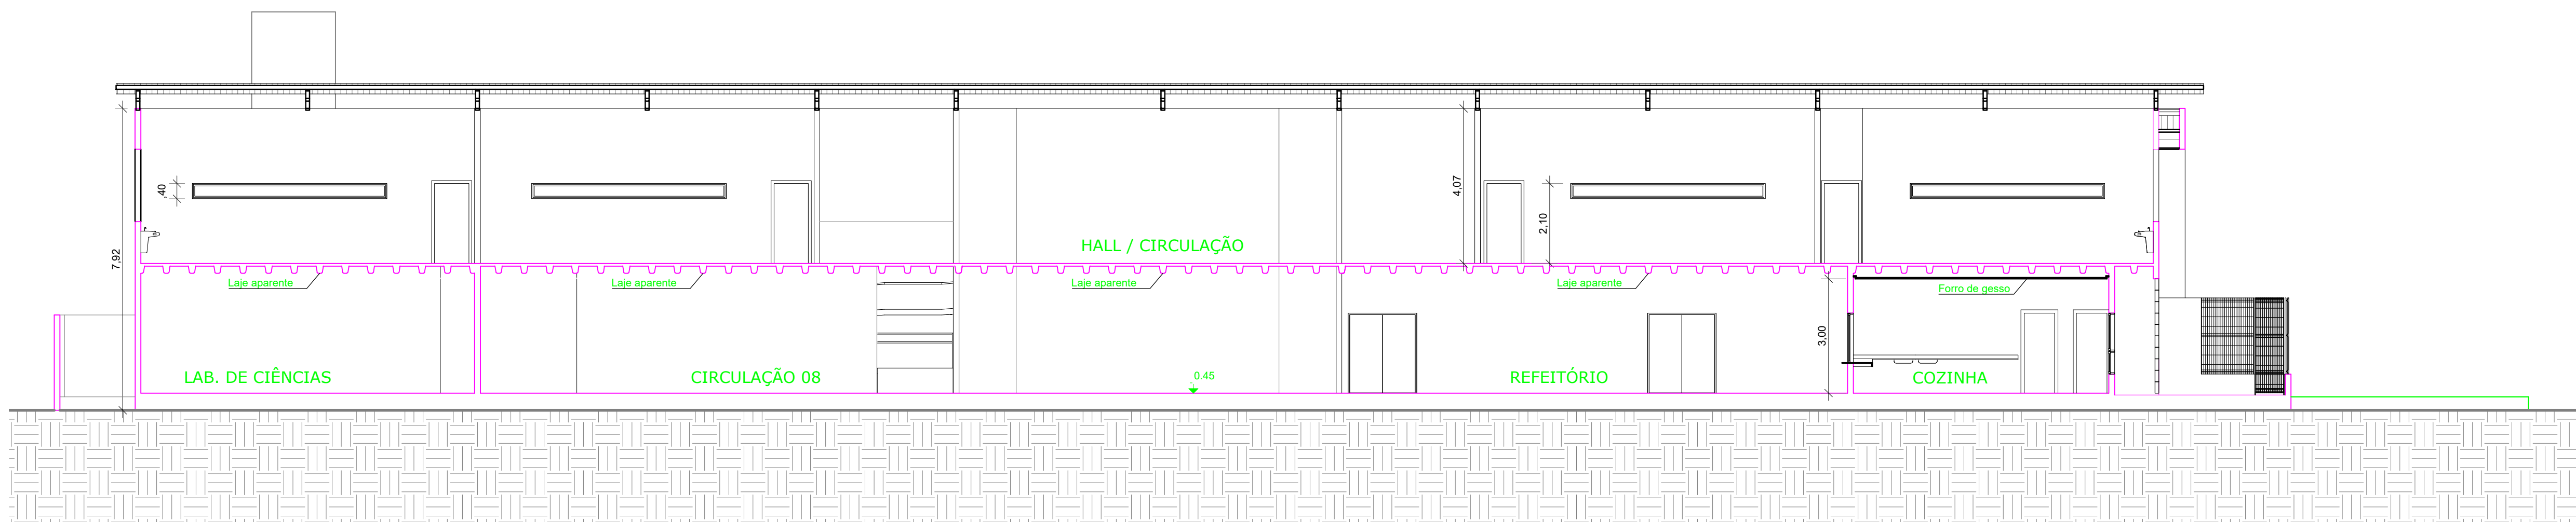 ,40
4,07
2,10
7,92
HALL / CIRCULAÇÃO
Laje aparente
Laje aparente
Laje aparente
Laje aparente
Forro de gesso
3,00
LAB. DE CIÊNCIAS
CIRCULAÇÃO 08
0.45
REFEITÓRIO
COZINHA